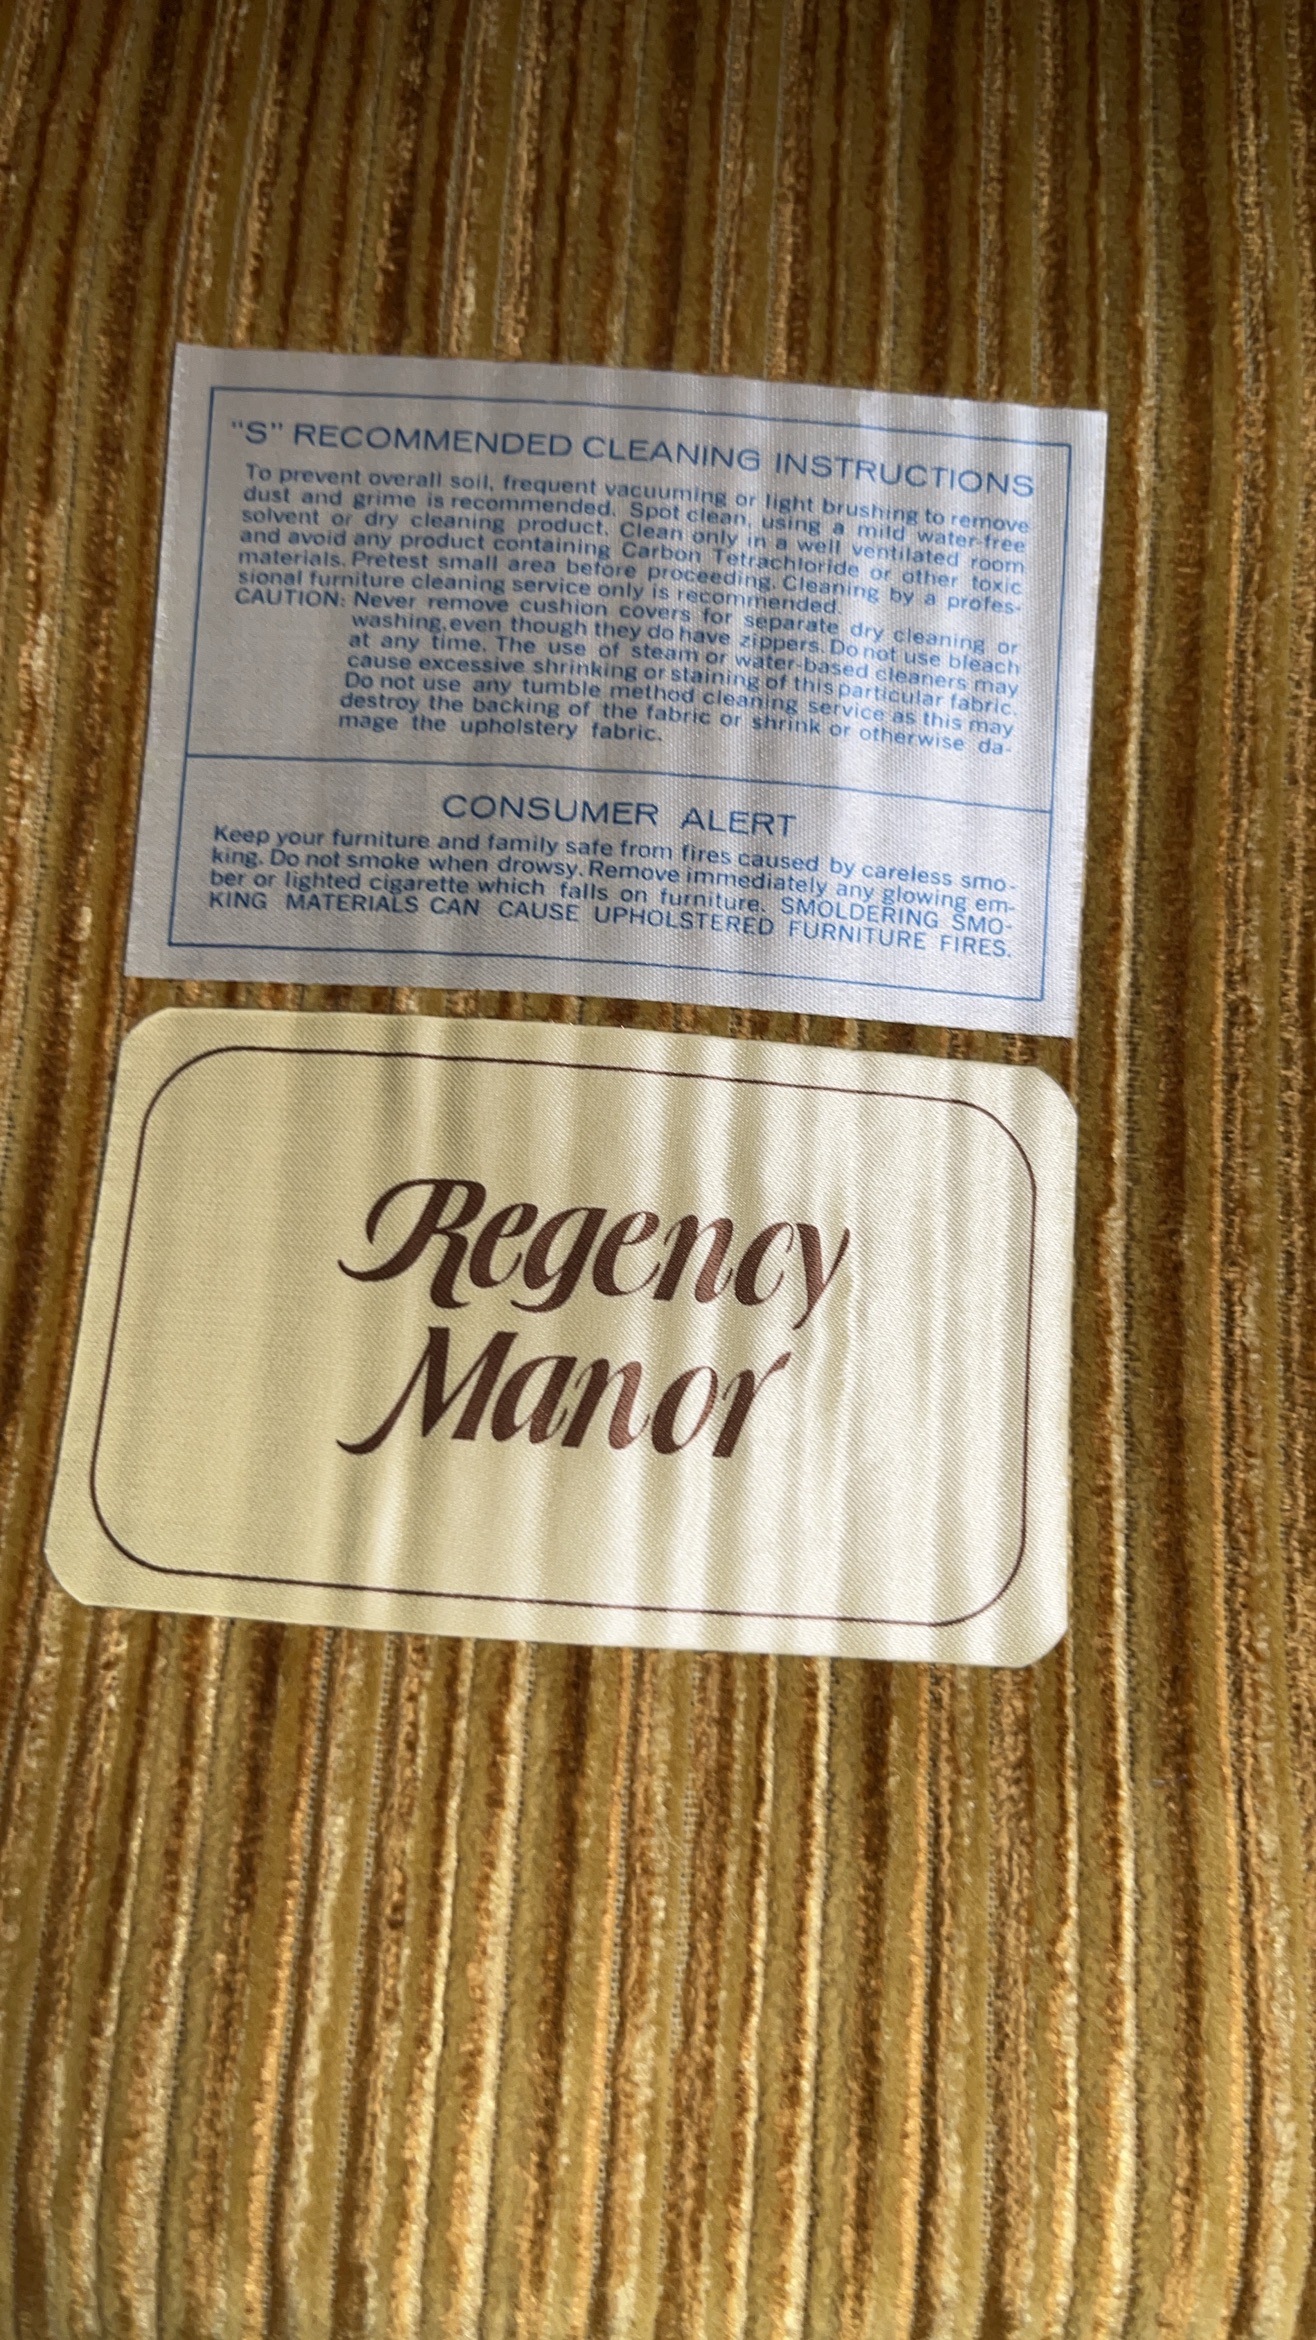 "S" RECOMMENDED CLEANING INSTRUCTIONS
To prevent overall soil, frequent vacuuming or light brushing to remove
dust and grime is recommended. Spot clean, using a mild water-free
solvent or dry cleaning product. Clean only in a well ventilated room
and avoid any product containing Carbon Tetrachloride or other toxic
materials. Pretest small area before proceeding. Cleaning by a profes-
sional furniture cleaning service only is recommended.
CAUTION: Never remove cushion covers for separate dry cleaning or
washing, even though they do have zippers. Do not use bleach
at any time. The use of steam or water-based cleaners may
cause excessive shrinking or staining of this particular fabric.
Do not use any tumble method cleaning service as this may
destroy the backing of the fabric or shrink or otherwise da-
mage the upholstery fabric.
CONSUMER ALERT
Keep your furniture and family safe from fires caused by careless smo-
king. Do not smoke when drowsy. Remove immediately any glowing em-
ber or lighted cigarette which falls on furniture. SMOLDERING SMO-
KING MATERIALS CAN CAUSE UPHOLSTERED FURNITURE FIRES.
Regency
Manor